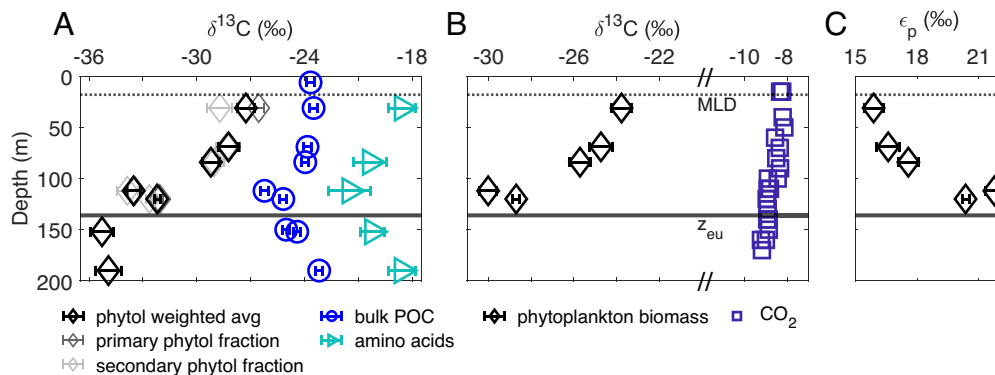 A
δ13C (‰)
-36 -30 -24 -18
B
δ13C (‰)
-30 -26 -22 -10 -8
C
ϵp (‰)
15 18 21
Depth (m)
0
50
100
150
200
MLD
zeu
phytol weighted avg
primary phytol fraction
secondary phytol fraction
bulk POC
amino acids
phytoplankton biomass
CO2